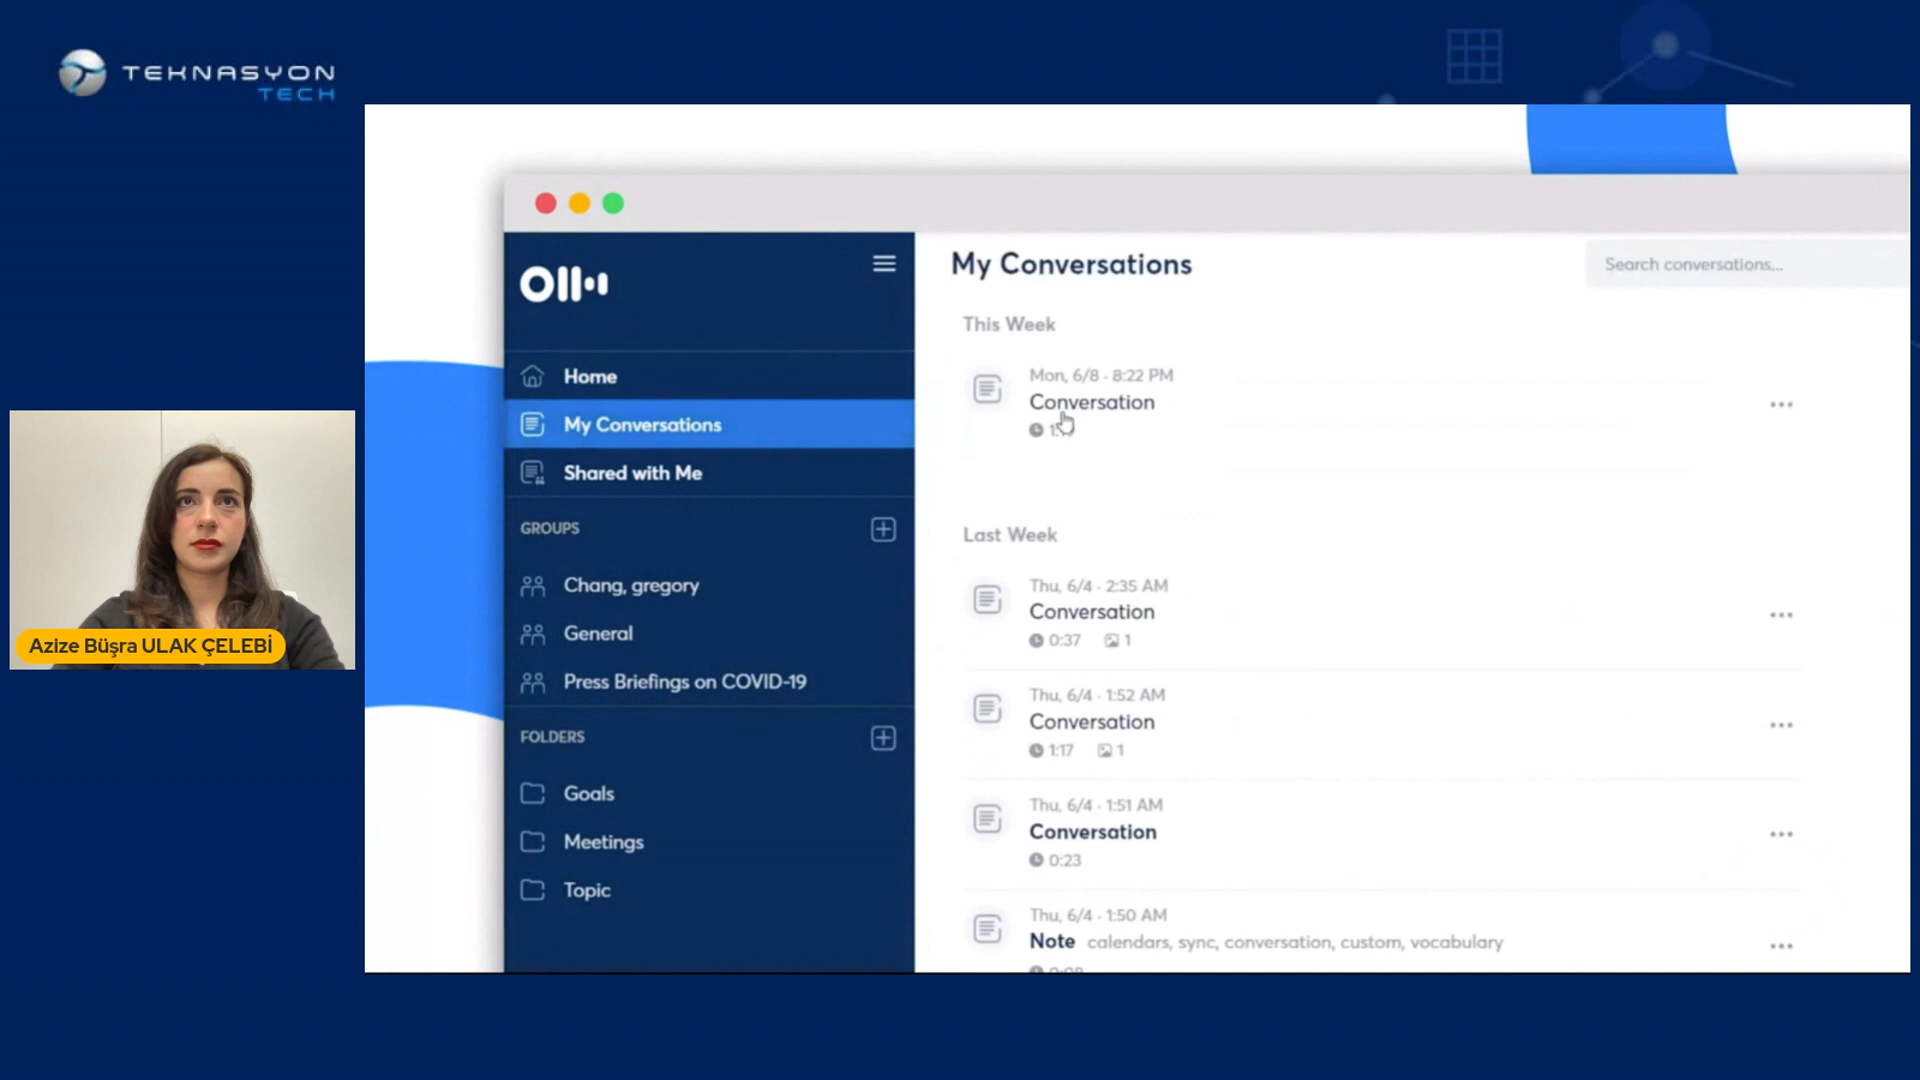 TEKNASYON
TECH
My Conversations
Search conversations...
This Week
Home
Mon, 6/8 - 8:22 PM
Conversation
My Conversations
Shared with Me
GROUPS
Last Week
Chang, gregory
Thu, 6/4 - 2:35 AM
Conversation
General
0:37 1
Azize Büşra ULAK ÇELEBİ
Press Briefings on COVID-19
Thu, 6/4 - 1:52 AM
Conversation
FOLDERS
1:17 1
Goals
Thu, 6/4 - 1:51 AM
Conversation
Meetings
0:23
Topic
Thu, 6/4 - 1:50 AM
Note calendars, sync, conversation, custom, vocabulary